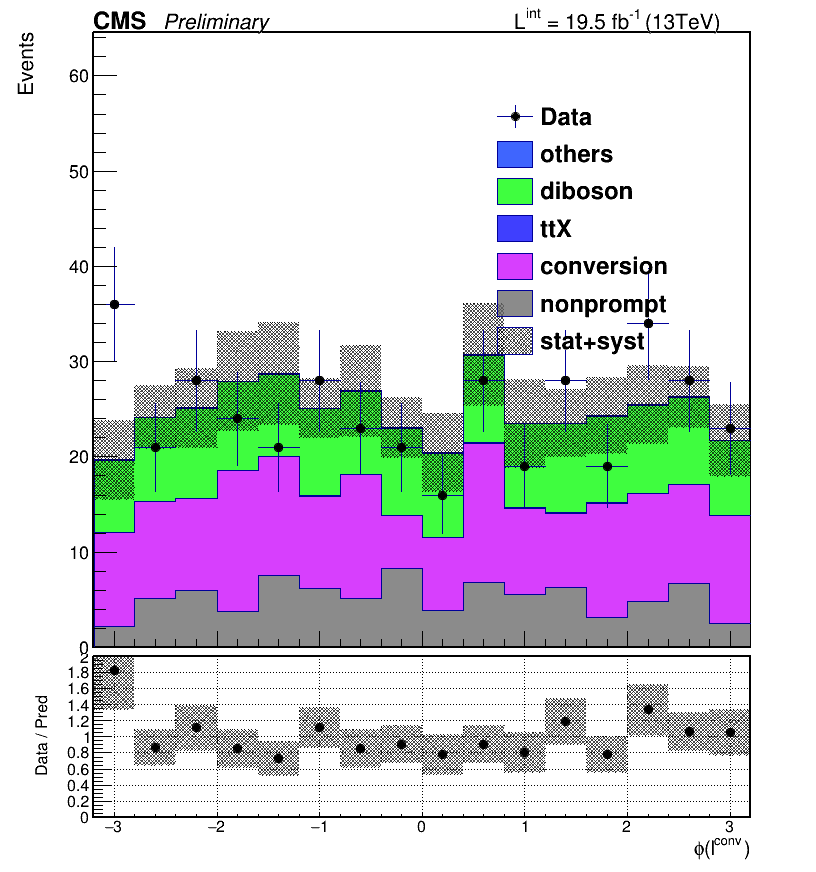 CMS Preliminary L^int = 19.5 fb^-1 (13TeV)
Events
60
50
40
30
20
10
0
Data
others
diboson
ttX
conversion
nonprompt
stat+syst
Data / Pred
2
1.8
1.6
1.4
1.2
1
0.8
0.6
0.4
0.2
0
−3 −2 −1 0 1 2 3
ϕ(l^conv)